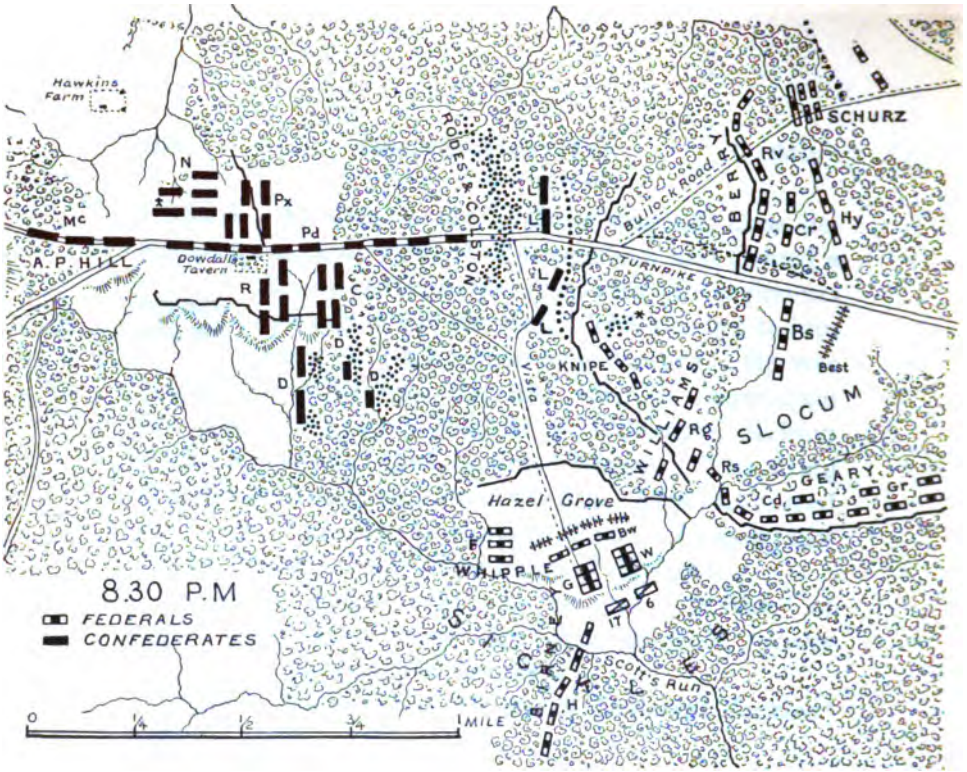 Hawkins Farm
SCHURZ
RODES & COLSTON
BERRY
Bullock Road
Rv
N
Px
L
Mc
Hy
Pd
L
Cr
A.P. HILL
Dowdalls Tavern
TURNPIKE
R
C
L
L
Bs
*
D
KNIPE
Best
D
D
WILLIAMS
SLOCUM
Rg
Rs
GEARY
Cd
Gr
Hazel Grove
Bw
E
WHIPPLE
G
W
6
17
8.30 P.M
FEDERALS
CONFEDERATES
SICKLES
BIRNEY
Scott's Run
H
0 1/4 1/2 3/4 1 MILE